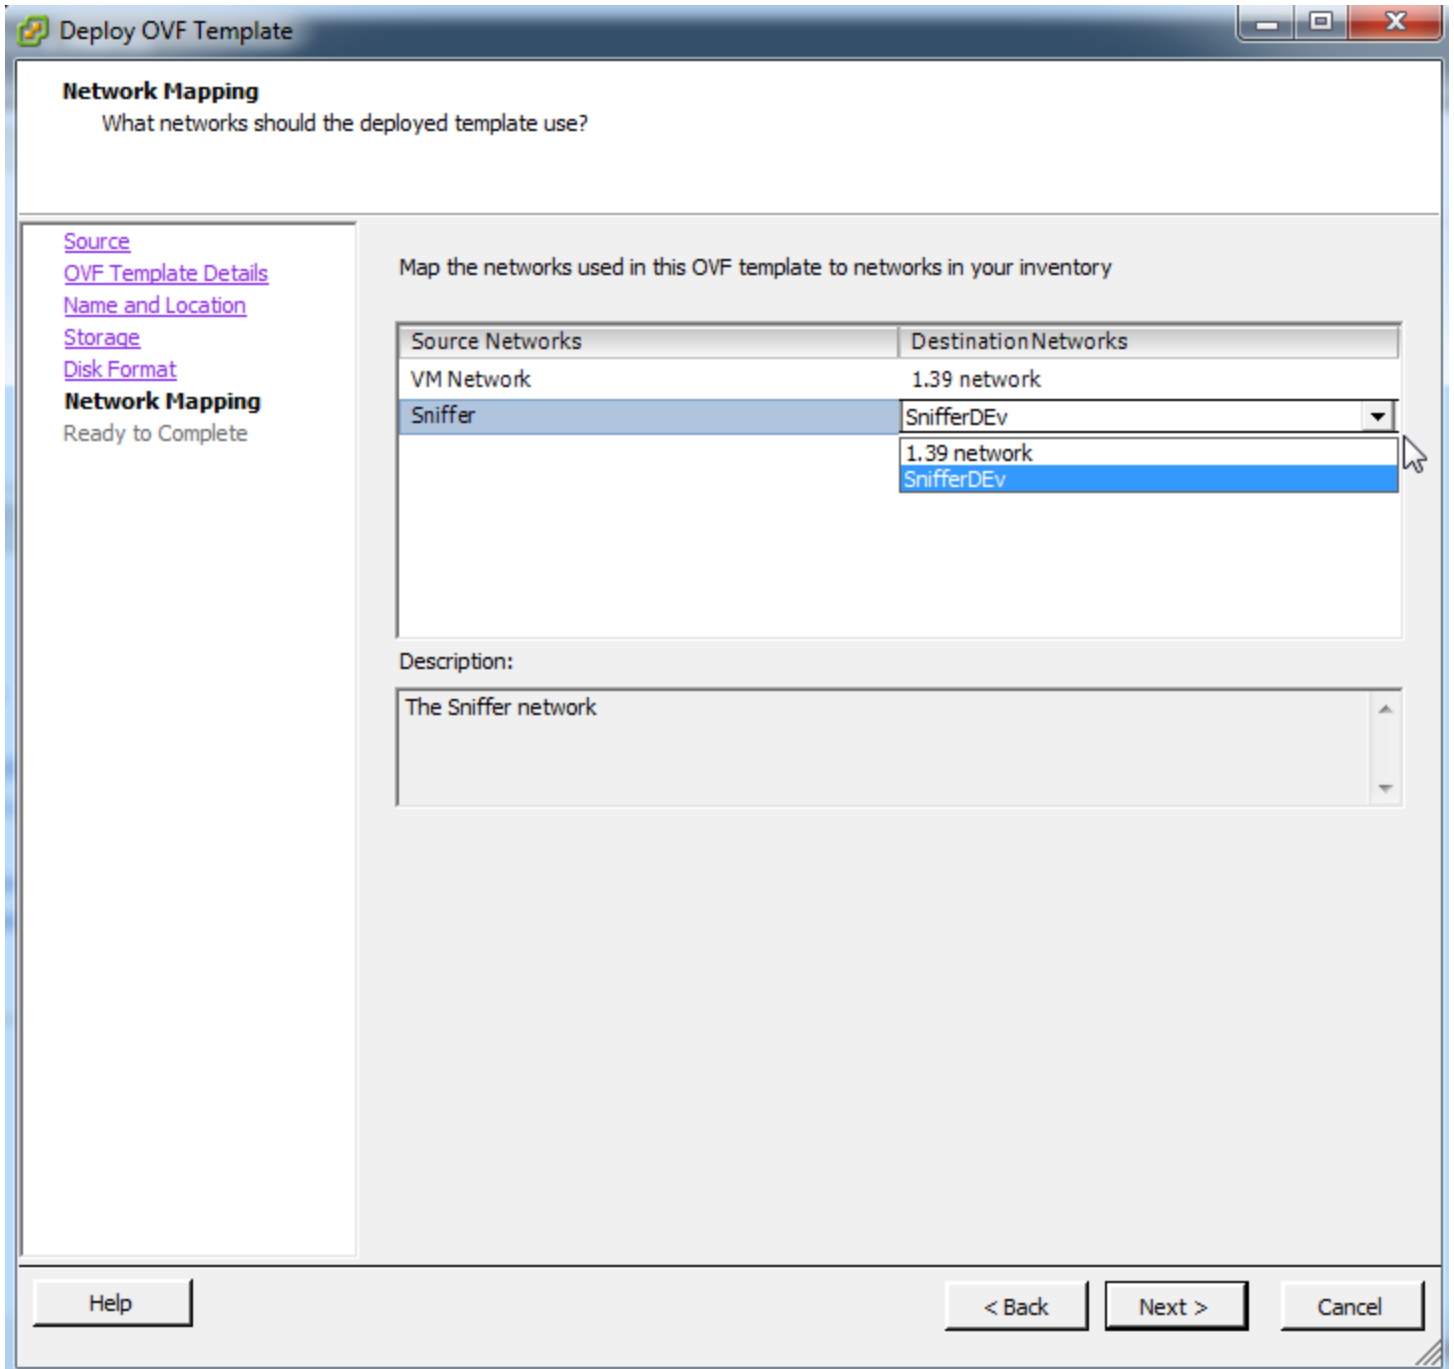 Deploy OVF Template
Network Mapping
What networks should the deployed template use?
Source
OVF Template Details
Name and Location
Storage
Disk Format
Network Mapping
Ready to Complete
Map the networks used in this OVF template to networks in your inventory
Source Networks DestinationNetworks
VM Network 1.39 network
Sniffer SnifferDEv
1.39 network
SnifferDEv
Description:
The Sniffer network
Help < Back Next > Cancel